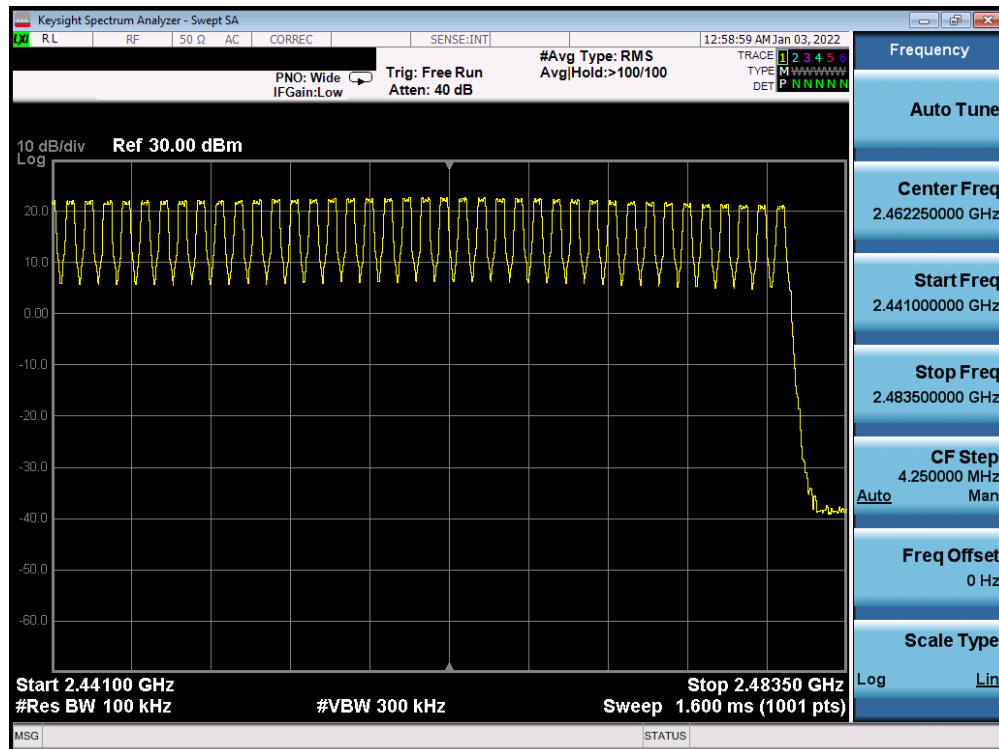 Keysight Spectrum Analyzer - Swept SA
LXI RL RF 50 Ω AC CORREC SENSE:INT 12:58:59 AM Jan 03, 2022
PNO: Wide
IFGain:Low
Trig: Free Run
Atten: 40 dB
#Avg Type: RMS
Avg|Hold:>100/100
TRACE 1 2 3 4 5 6
TYPE M WWWWWW
DET P N N N N N
10 dB/div
Log
Ref 30.00 dBm
20.0
10.0
0.00
-10.0
-20.0
-30.0
-40.0
-50.0
-60.0
Start 2.44100 GHz
#Res BW 100 kHz
#VBW 300 kHz
Stop 2.48350 GHz
Sweep 1.600 ms (1001 pts)
MSG
STATUS
Frequency
Auto Tune
Center Freq
2.462250000 GHz
Start Freq
2.441000000 GHz
Stop Freq
2.483500000 GHz
CF Step
4.250000 MHz
Auto Man
Freq Offset
0 Hz
Scale Type
Log Lin